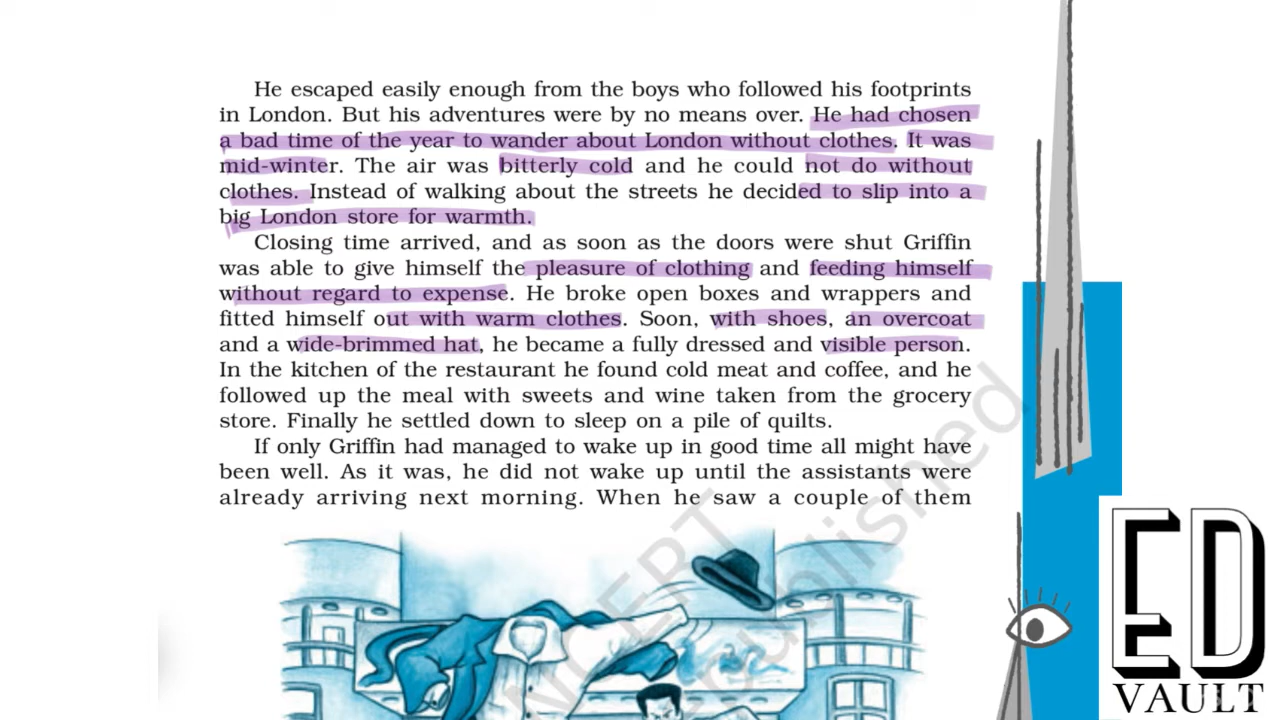 He escaped easily enough from the boys who followed his footprints
in London. But his adventures were by no means over. He had chosen
a bad time of the year to wander about London without clothes. It was
mid-winter. The air was bitterly cold and he could not do without
clothes. Instead of walking about the streets he decided to slip into a
big London store for warmth.
Closing time arrived, and as soon as the doors were shut Griffin
was able to give himself the pleasure of clothing and feeding himself
without regard to expense. He broke open boxes and wrappers and
fitted himself out with warm clothes. Soon, with shoes, an overcoat
and a wide-brimmed hat, he became a fully dressed and visible person.
In the kitchen of the restaurant he found cold meat and coffee, and he
followed up the meal with sweets and wine taken from the grocery
store. Finally he settled down to sleep on a pile of quilts.
If only Griffin had managed to wake up in good time all might have
been well. As it was, he did not wake up until the assistants were
already arriving next morning. When he saw a couple of them
NCERT
republished
ED
VAULT